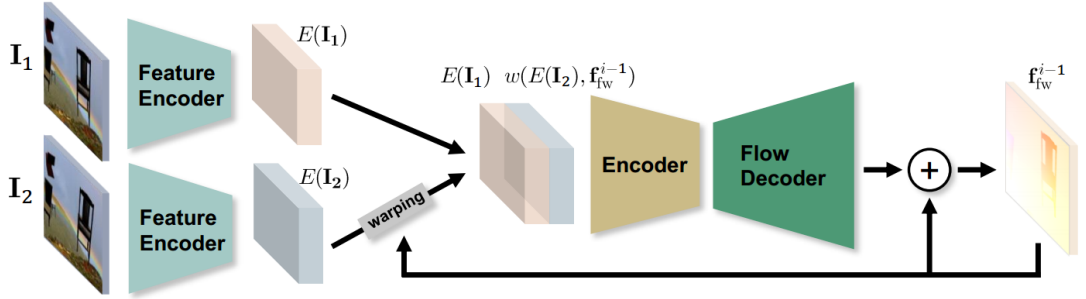 I₁
Feature
Encoder
E(I₁)
I₂
Feature
Encoder
E(I₂)
warping
E(I₁) w(E(I₂), f_fw^{i−1})
Encoder
Flow
Decoder
+
f_fw^{i−1}